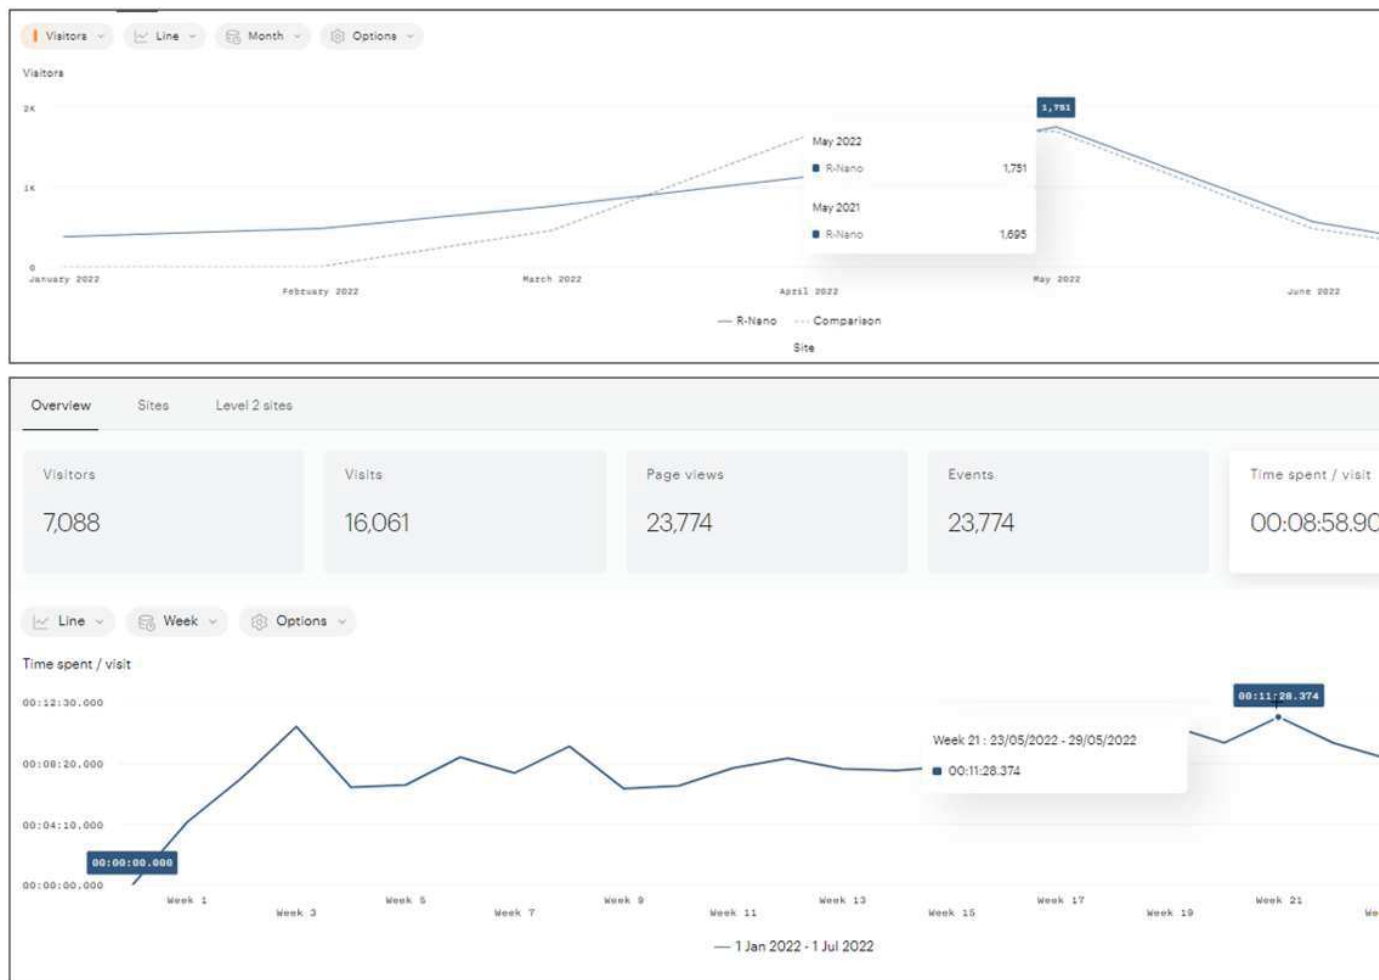 Visitors Line Month Options
Visitors
2K
1,751
May 2022
R-Nano 1,751
1K
May 2021
R-Nano 1,695
0
January 2022 March 2022 May 2022
February 2022 April 2022 June 2022
R-Nano Comparison
Site
Overview Sites Level 2 sites
Visitors Visits Page views Events Time spent / visit
7,088 16,061 23,774 23,774 00:08:58.90
Line Week Options
Time spent / visit
00:12:30.000
00:11:28.374
Week 21 : 23/05/2022 - 29/05/2022
00:08:20.000
00:11:28.374
00:04:10.000
00:00:00.000
00:00:00.000
Week 1 Week 5 Week 9 Week 13 Week 17 Week 21
Week 3 Week 7 Week 11 Week 15 Week 19
1 Jan 2022 - 1 Jul 2022